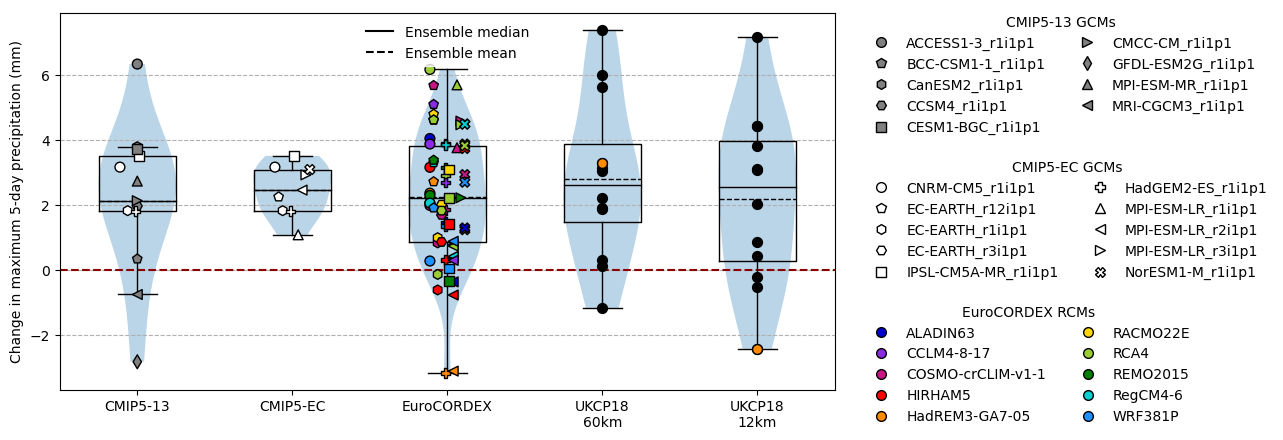 Change in maximum 5-day precipitation (mm)
6
4
2
0
−2
Ensemble median
Ensemble mean
CMIP5-13
CMIP5-EC
EuroCORDEX
UKCP18
60km
UKCP18
12km
CMIP5-13 GCMs
ACCESS1-3_r1i1p1
BCC-CSM1-1_r1i1p1
CanESM2_r1i1p1
CCSM4_r1i1p1
CESM1-BGC_r1i1p1
CMCC-CM_r1i1p1
GFDL-ESM2G_r1i1p1
MPI-ESM-MR_r1i1p1
MRI-CGCM3_r1i1p1
CMIP5-EC GCMs
CNRM-CM5_r1i1p1
EC-EARTH_r12i1p1
EC-EARTH_r1i1p1
EC-EARTH_r3i1p1
IPSL-CM5A-MR_r1i1p1
HadGEM2-ES_r1i1p1
MPI-ESM-LR_r1i1p1
MPI-ESM-LR_r2i1p1
MPI-ESM-LR_r3i1p1
NorESM1-M_r1i1p1
EuroCORDEX RCMs
ALADIN63
CCLM4-8-17
COSMO-crCLIM-v1-1
HIRHAM5
HadREM3-GA7-05
RACMO22E
RCA4
REMO2015
RegCM4-6
WRF381P